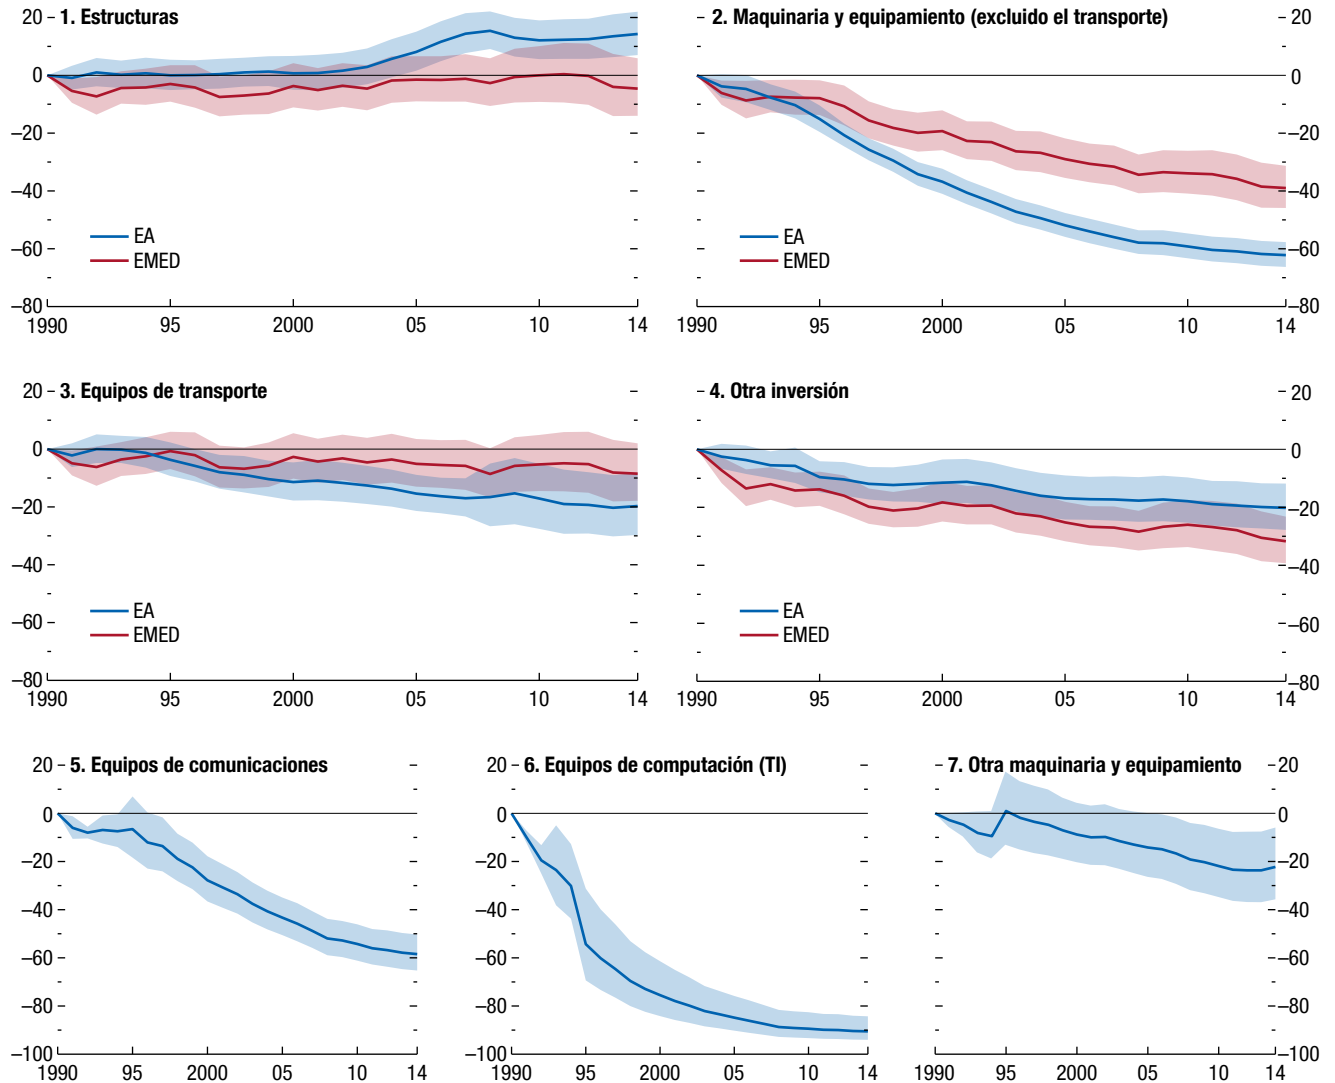 1. Estructuras
20
0
–20
–40
–60
–80
EA
EMED
1990 95 2000 05 10 14
2. Maquinaria y equipamiento (excluido el transporte)
20
0
–20
–40
–60
–80
EA
EMED
1990 95 2000 05 10 14
3. Equipos de transporte
20
0
–20
–40
–60
–80
EA
EMED
1990 95 2000 05 10 14
4. Otra inversión
20
0
–20
–40
–60
–80
EA
EMED
1990 95 2000 05 10 14
5. Equipos de comunicaciones
20
0
–20
–40
–60
–80
–100
1990 95 2000 05 10 14
6. Equipos de computación (TI)
20
0
–20
–40
–60
–80
–100
1990 95 2000 05 10 14
7. Otra maquinaria y equipamiento
20
0
–20
–40
–60
–80
–100
1990 95 2000 05 10 14